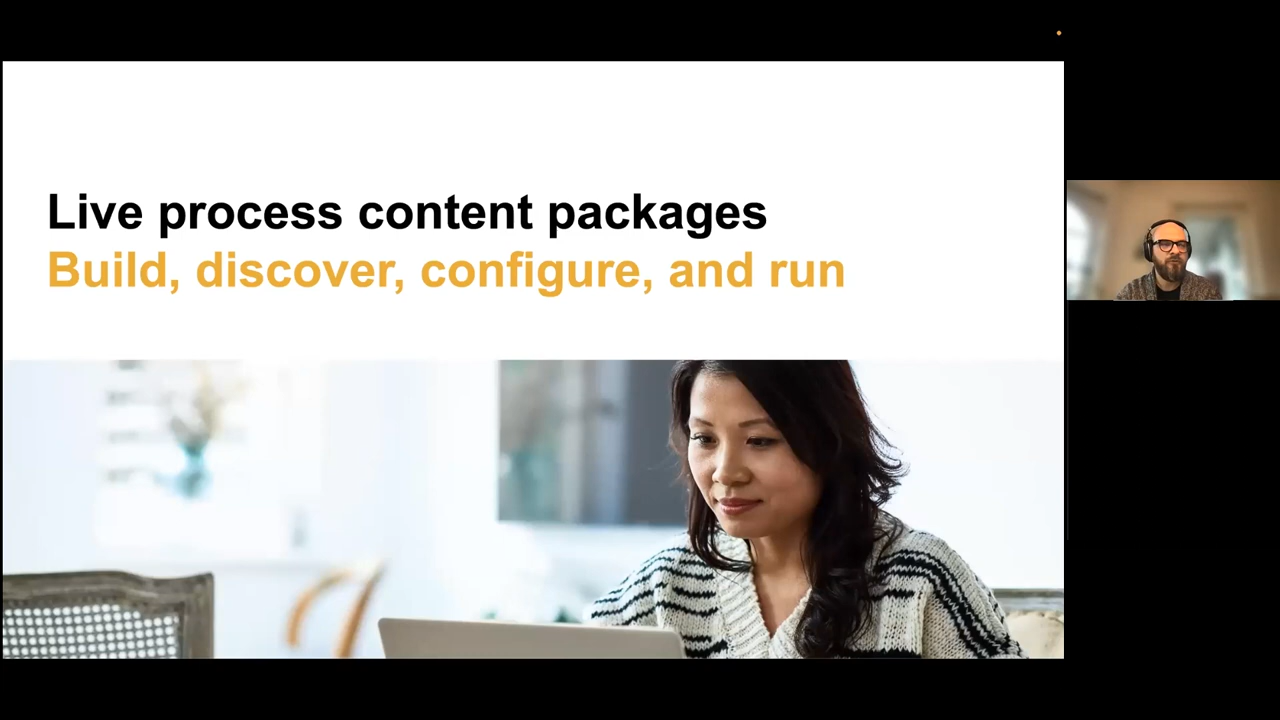 Live process content packages
Build, discover, configure, and run